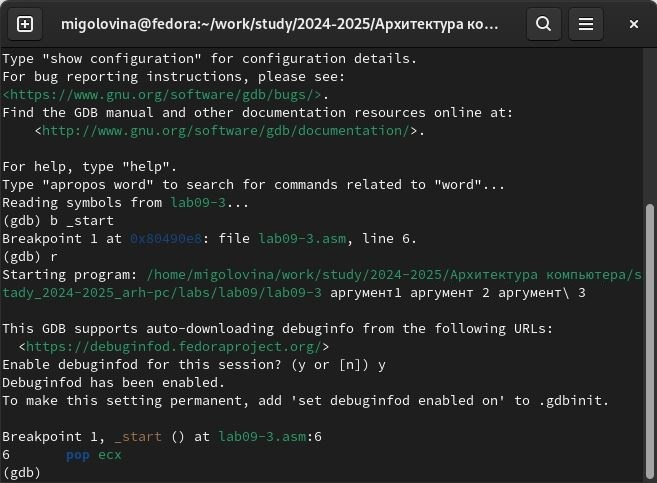 migolovina@fedora:~/work/study/2024-2025/Архитектура ко...
Type "show configuration" for configuration details.
For bug reporting instructions, please see:
<https://www.gnu.org/software/gdb/bugs/>.
Find the GDB manual and other documentation resources online at:
    <http://www.gnu.org/software/gdb/documentation/>.
For help, type "help".
Type "apropos word" to search for commands related to "word"...
Reading symbols from lab09-3...
(gdb) b _start
Breakpoint 1 at 0x80490e8: file lab09-3.asm, line 6.
(gdb) r
Starting program: /home/migolovina/work/study/2024-2025/Архитектура компьютера/s
tady_2024-2025_arh-pc/labs/lab09/lab09-3 аргумент1 аргумент 2 аргумент\ 3
This GDB supports auto-downloading debuginfo from the following URLs:
  <https://debuginfod.fedoraproject.org/>
Enable debuginfod for this session? (y or [n]) y
Debuginfod has been enabled.
To make this setting permanent, add 'set debuginfod enabled on' to .gdbinit.
Breakpoint 1, _start () at lab09-3.asm:6
6       pop ecx
(gdb)